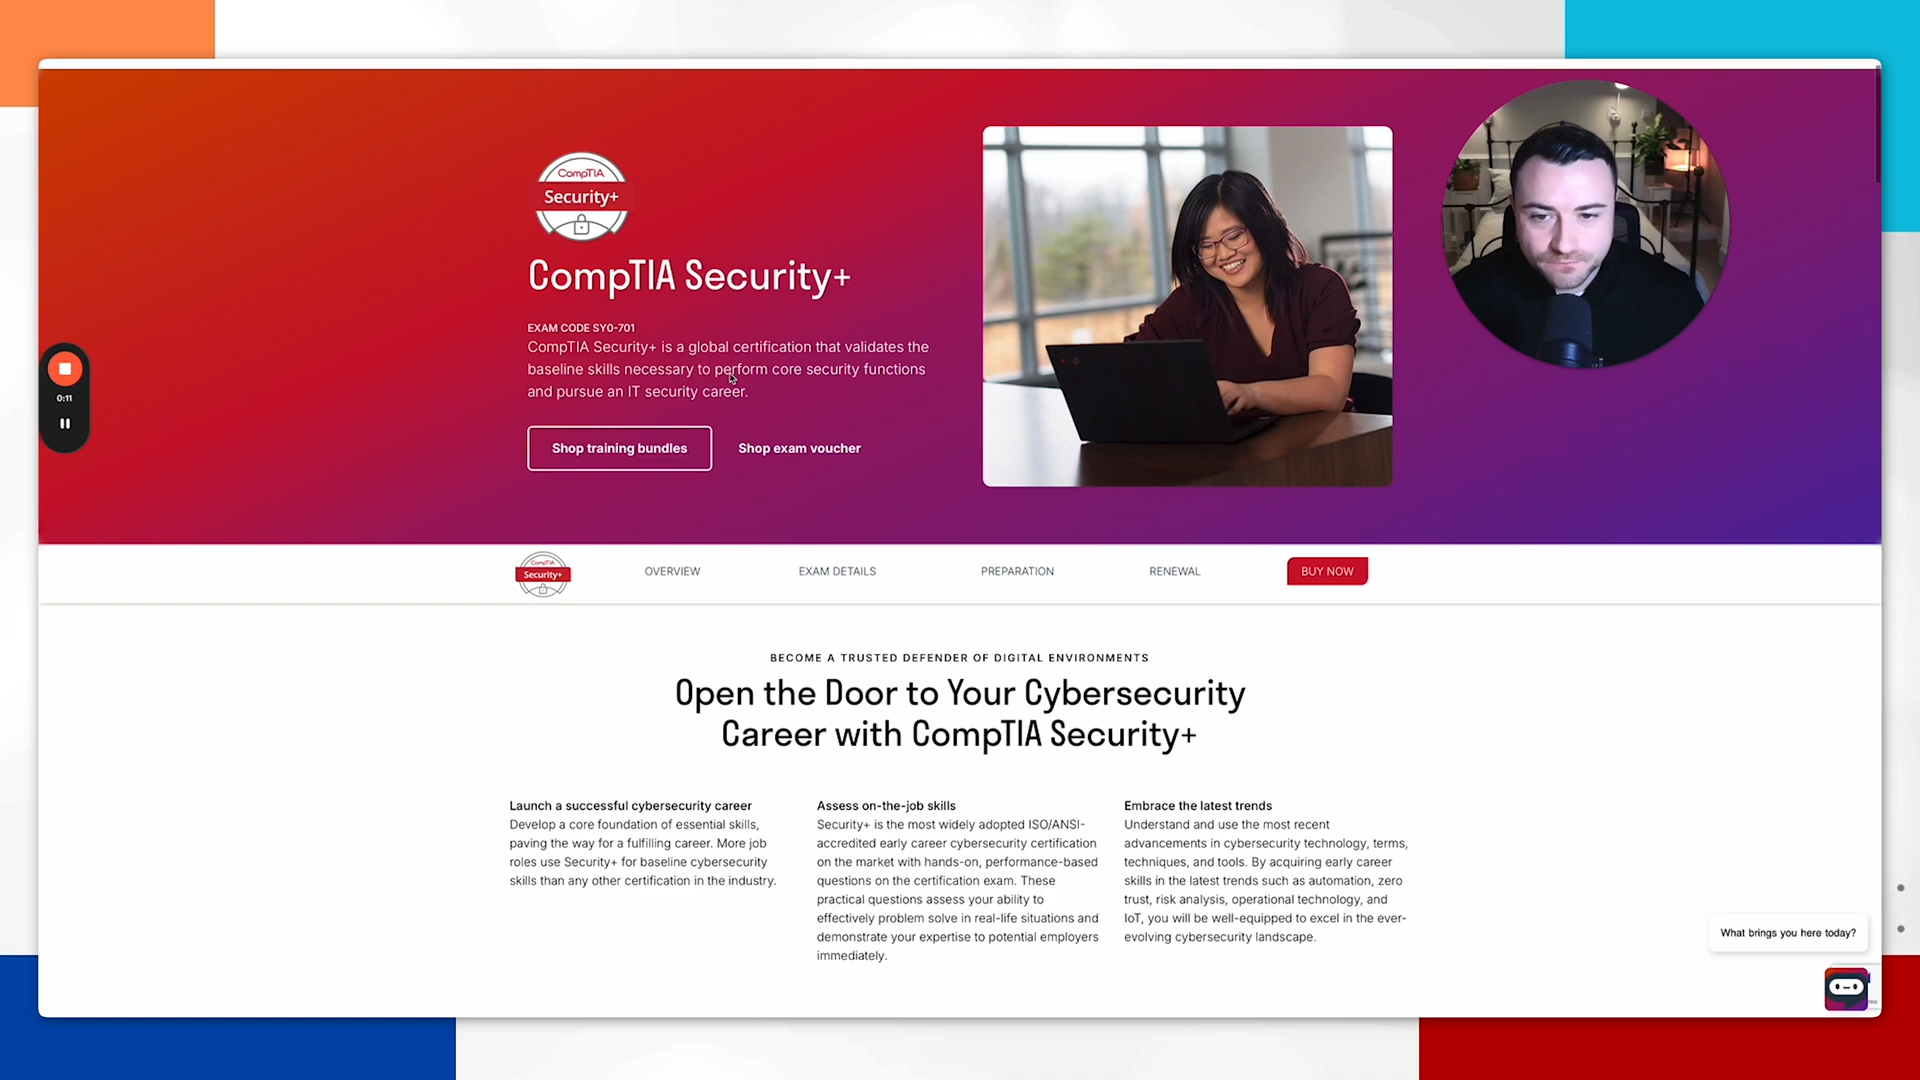 CompTIA
Security+
CompTIA Security+
EXAM CODE SY0-701
CompTIA Security+ is a global certification that validates the
baseline skills necessary to perform core security functions
and pursue an IT security career.
Shop training bundles
Shop exam voucher
0:11
CompTIA
Security+
OVERVIEW
EXAM DETAILS
PREPARATION
RENEWAL
BUY NOW
BECOME A TRUSTED DEFENDER OF DIGITAL ENVIRONMENTS
Open the Door to Your Cybersecurity
Career with CompTIA Security+
Launch a successful cybersecurity career
Develop a core foundation of essential skills,
paving the way for a fulfilling career. More job
roles use Security+ for baseline cybersecurity
skills than any other certification in the industry.
Assess on-the-job skills
Security+ is the most widely adopted ISO/ANSI-
accredited early career cybersecurity certification
on the market with hands-on, performance-based
questions on the certification exam. These
practical questions assess your ability to
effectively problem solve in real-life situations and
demonstrate your expertise to potential employers
immediately.
Embrace the latest trends
Understand and use the most recent
advancements in cybersecurity technology, terms,
techniques, and tools. By acquiring early career
skills in the latest trends such as automation, zero
trust, risk analysis, operational technology, and
IoT, you will be well-equipped to excel in the ever-
evolving cybersecurity landscape.
What brings you here today?